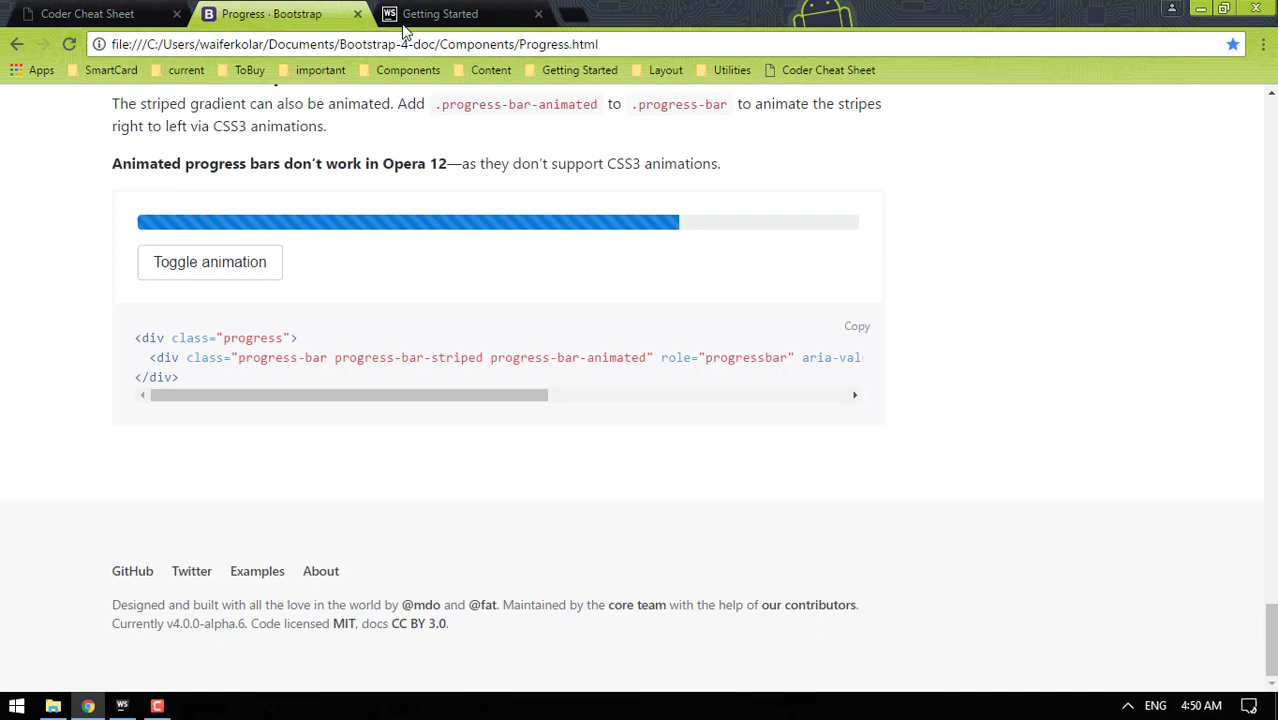 Coder Cheat Sheet
Progress · Bootstrap
WS Getting Started
file:///C:/Users/waiferkolar/Documents/Bootstrap-4-doc/Components/Progress.html
Apps SmartCard current ToBuy important Components Content Getting Started Layout Utilities Coder Cheat Sheet
The striped gradient can also be animated. Add .progress-bar-animated to .progress-bar to animate the stripes
right to left via CSS3 animations.
Animated progress bars don’t work in Opera 12—as they don’t support CSS3 animations.
Toggle animation
Copy
<div class="progress">
<div class="progress-bar progress-bar-striped progress-bar-animated" role="progressbar" aria-valu
</div>
GitHub Twitter Examples About
Designed and built with all the love in the world by @mdo and @fat. Maintained by the core team with the help of our contributors.
Currently v4.0.0-alpha.6. Code licensed MIT, docs CC BY 3.0.
WS
ENG 4:50 AM